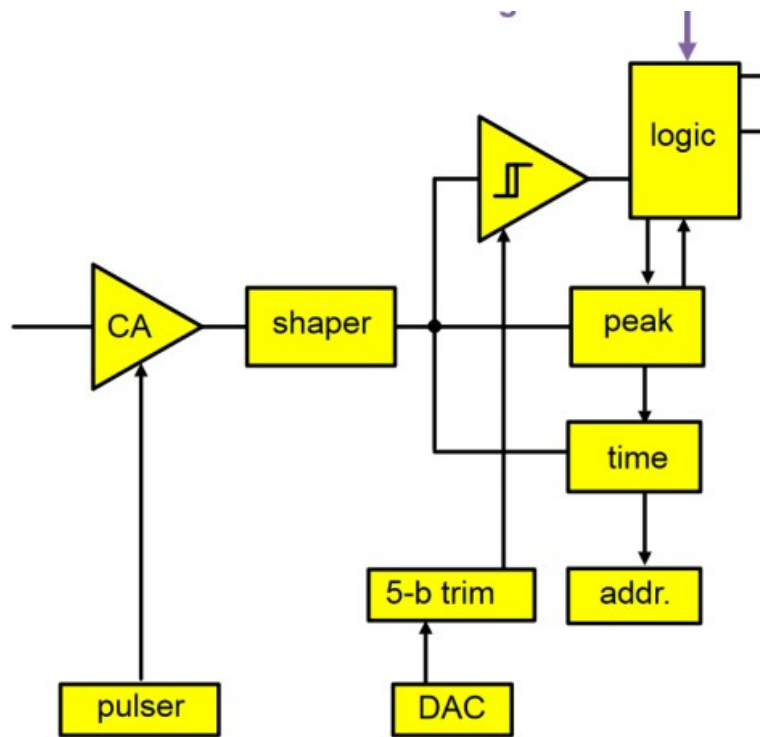 logic
CA
shaper
peak
time
5-b trim
addr.
pulser
DAC